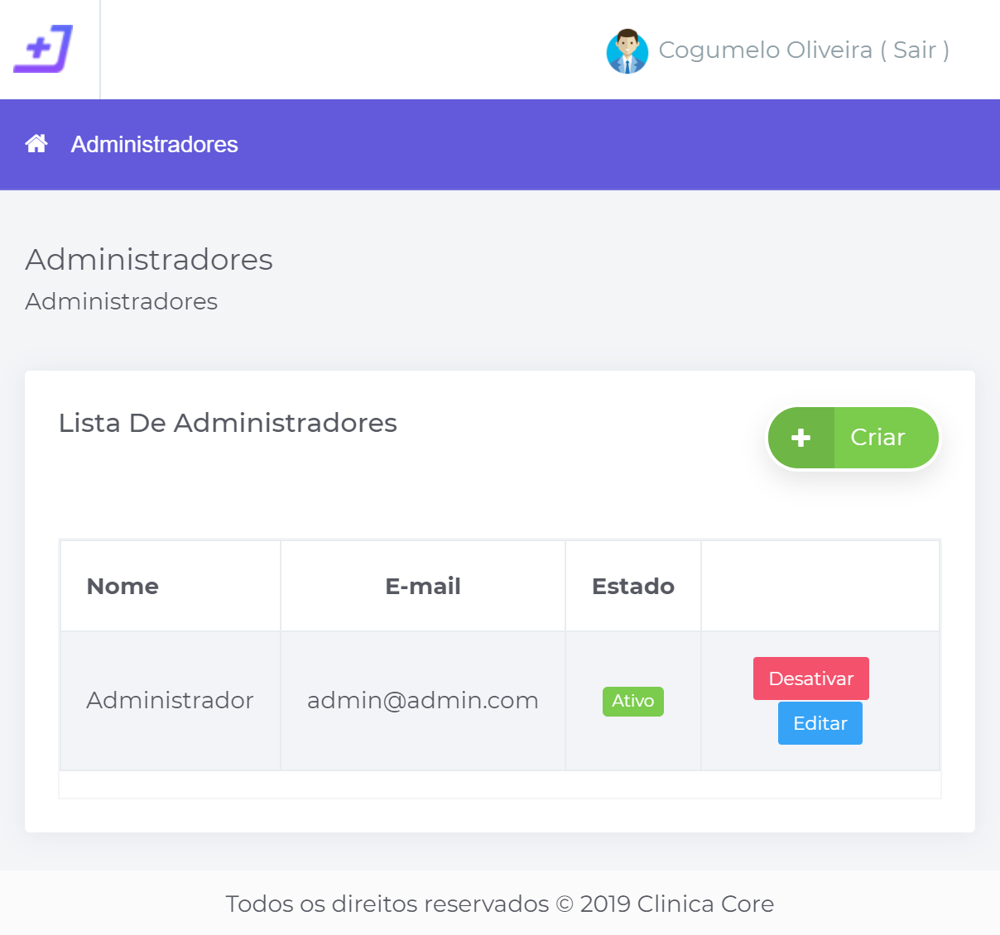 Cogumelo Oliveira ( Sair )
Administradores
Administradores
Administradores
Lista De Administradores
Criar
Nome E-mail Estado
Administrador admin@admin.com Ativo Desativar
Editar
Todos os direitos reservados © 2019 Clinica Core